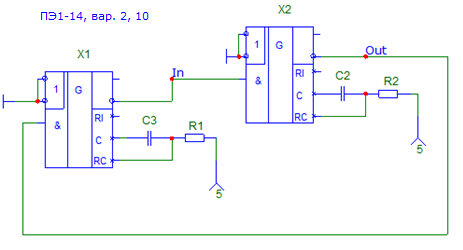 ПЭ1-14, вар. 2, 10
X2
1
G
Out
&
RI
C
RC
C2
R2
5
X1
In
1
G
&
RI
C
RC
C3
R1
5